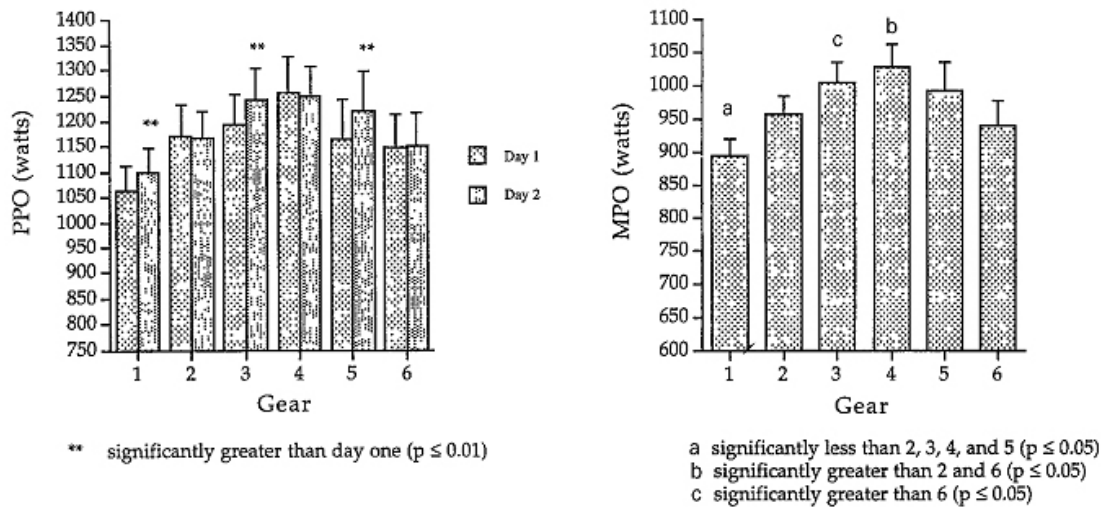 1400
1350
1300
1250
1200
1150
1100
1050
1000
950
900
850
800
750
PPO (watts)
**
**
**
1 2 3 4 5 6
Gear
Day 1
Day 2
** significantly greater than day one (p ≤ 0.01)
1100
1050
1000
950
900
850
800
750
700
650
600
MPO (watts)
a
c
b
1 2 3 4 5 6
Gear
a significantly less than 2, 3, 4, and 5 (p ≤ 0.05)
b significantly greater than 2 and 6 (p ≤ 0.05)
c significantly greater than 6 (p ≤ 0.05)